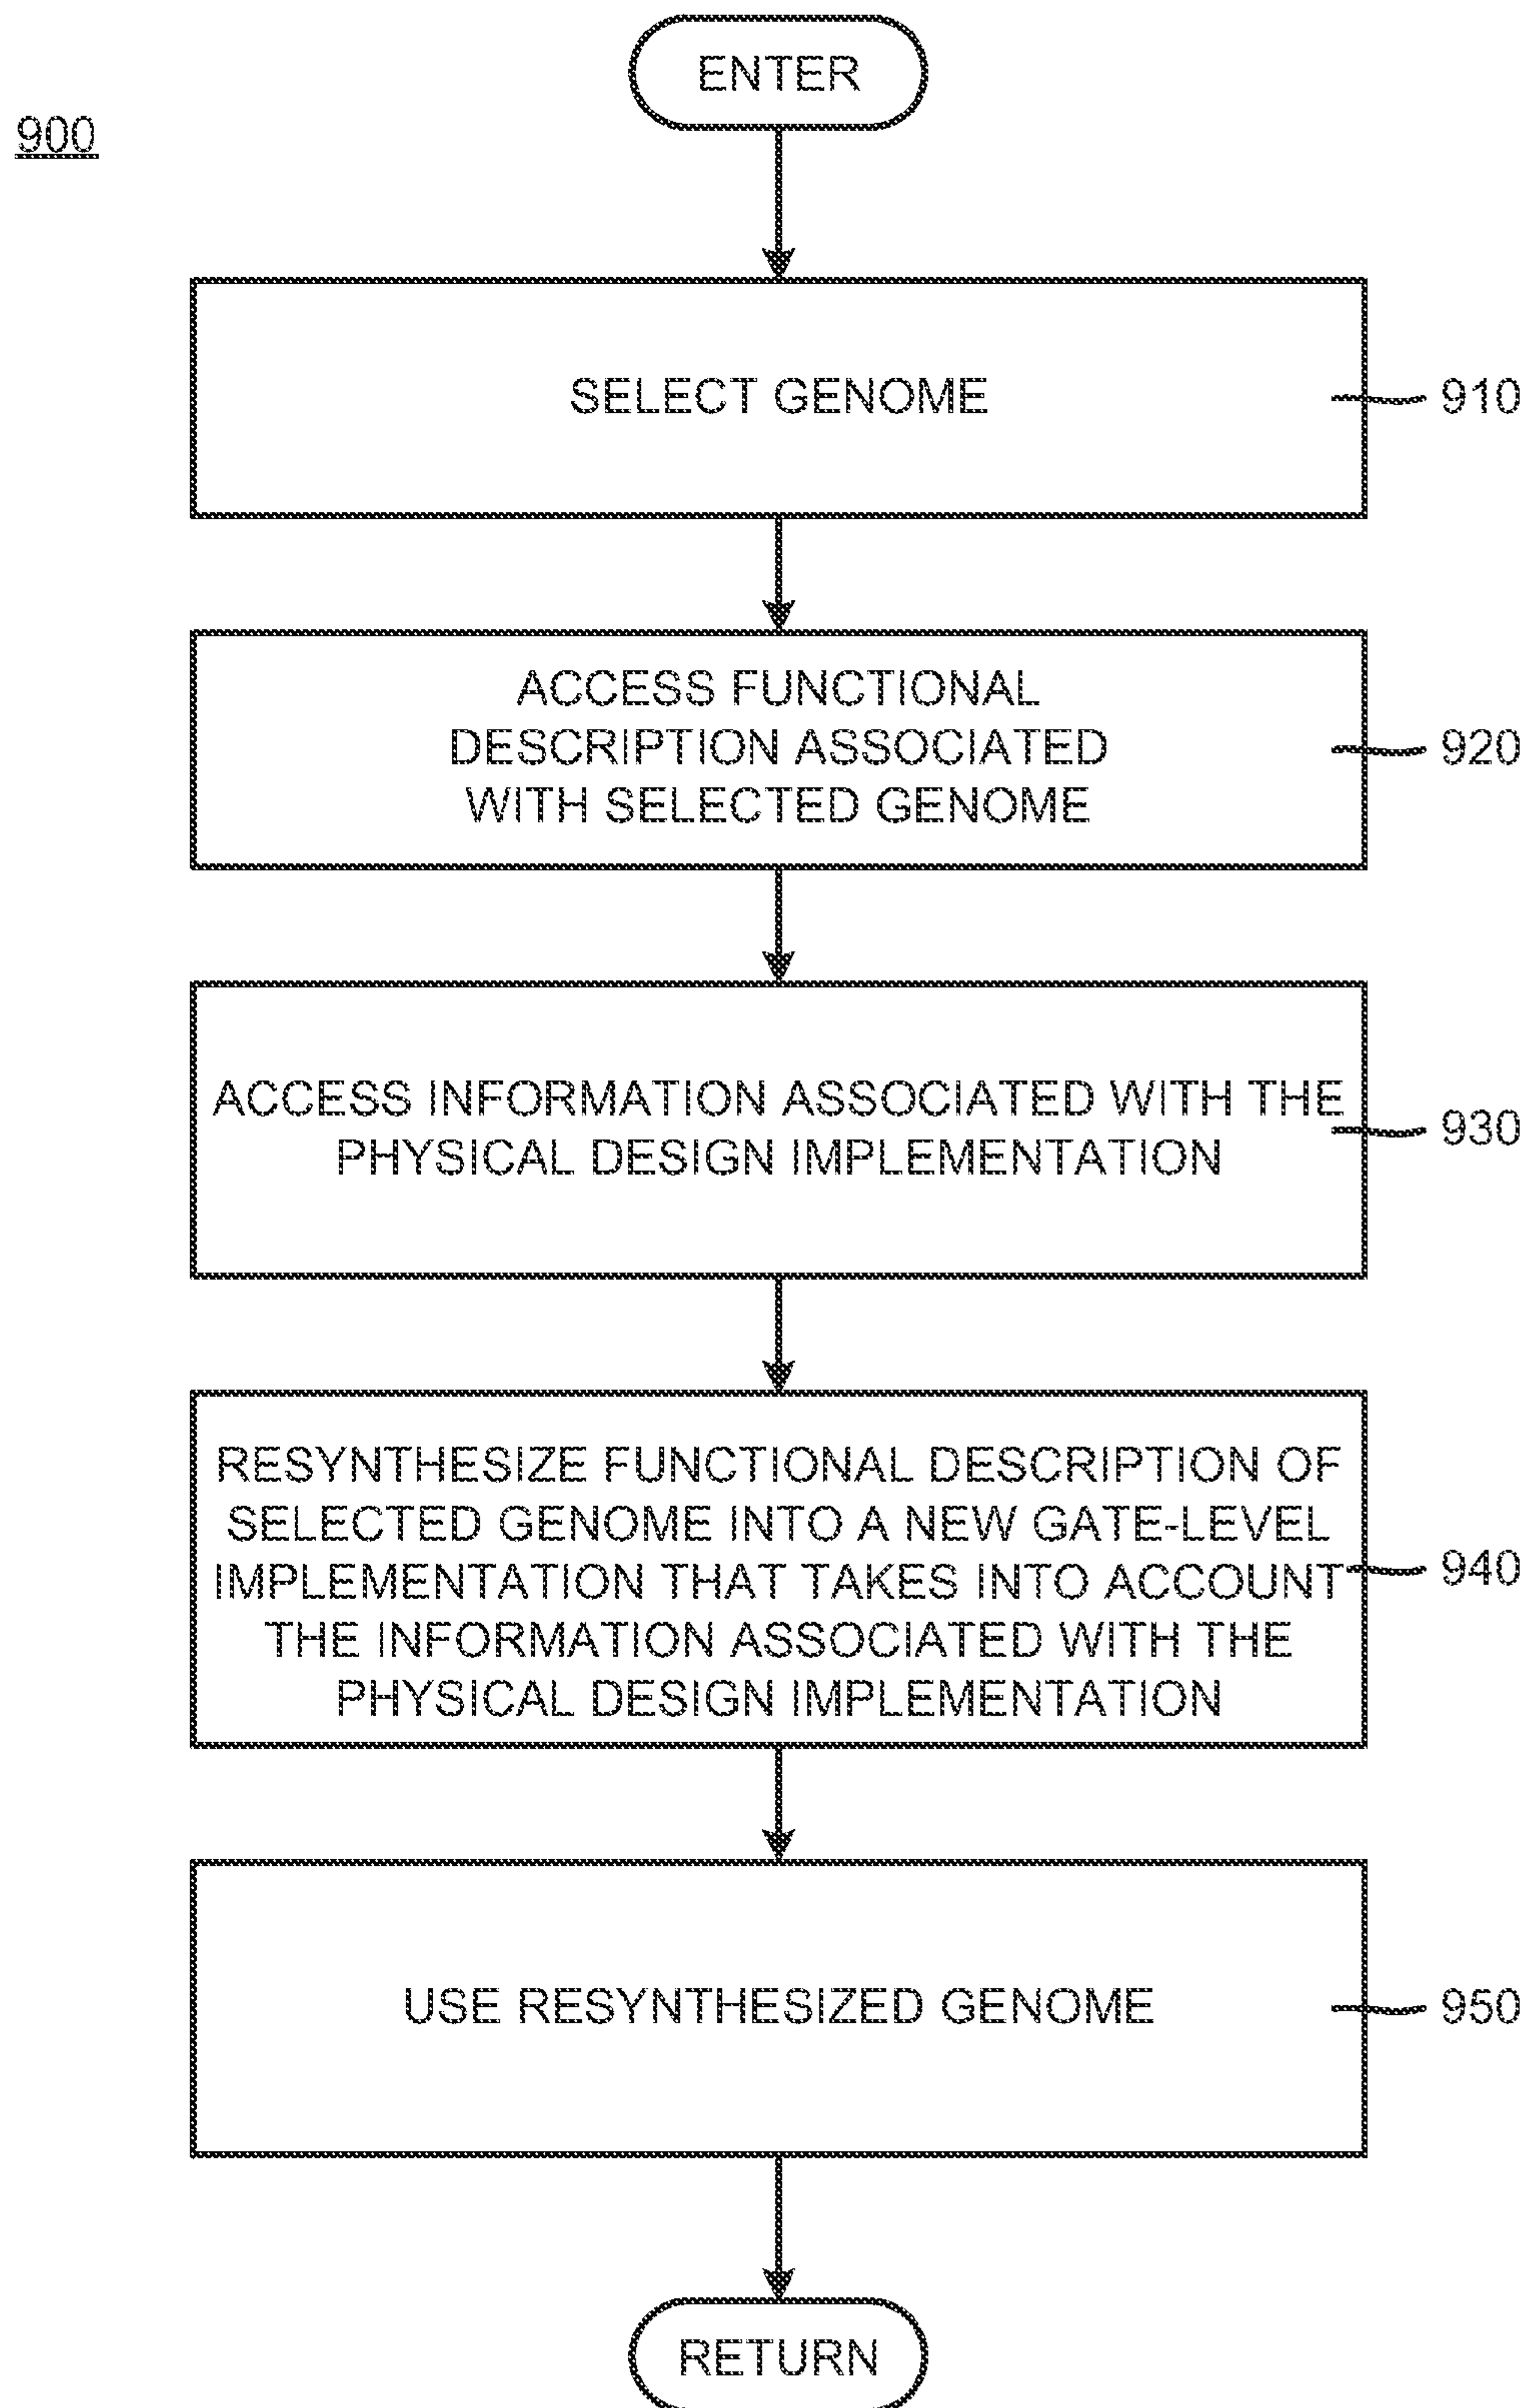 ENTER
900
SELECT GENOME
910
ACCESS FUNCTIONAL
DESCRIPTION ASSOCIATED
WITH SELECTED GENOME
920
ACCESS INFORMATION ASSOCIATED WITH THE
PHYSICAL DESIGN IMPLEMENTATION
930
RESYNTHESIZE FUNCTIONAL DESCRIPTION OF
SELECTED GENOME INTO A NEW GATE-LEVEL
IMPLEMENTATION THAT TAKES INTO ACCOUNT
THE INFORMATION ASSOCIATED WITH THE
PHYSICAL DESIGN IMPLEMENTATION
940
USE RESYNTHESIZED GENOME
950
RETURN